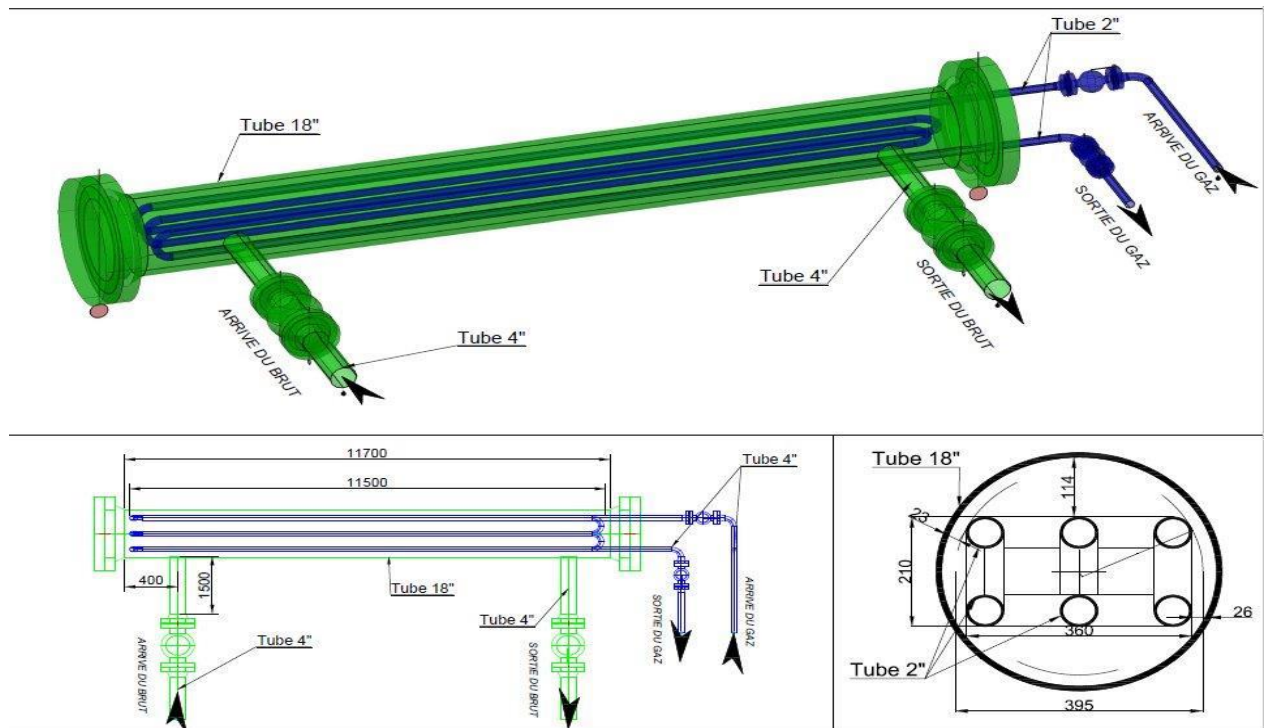 Tube 2"
Tube 18"
ARRIVE DU GAZ
SORTIE DU GAZ
Tube 4"
SORTIE DU BRUT
ARRIVE DU BRUT
Tube 4"
11700
11500
Tube 4"
400
1500
Tube 18"
Tube 4"
Tube 4"
ARRIVE DU BRUT
SORTIE DU BRUT
SORTIE DU GAZ
ARRIVE DU GAZ
Tube 18"
114
23
210
26
360
Tube 2"
395